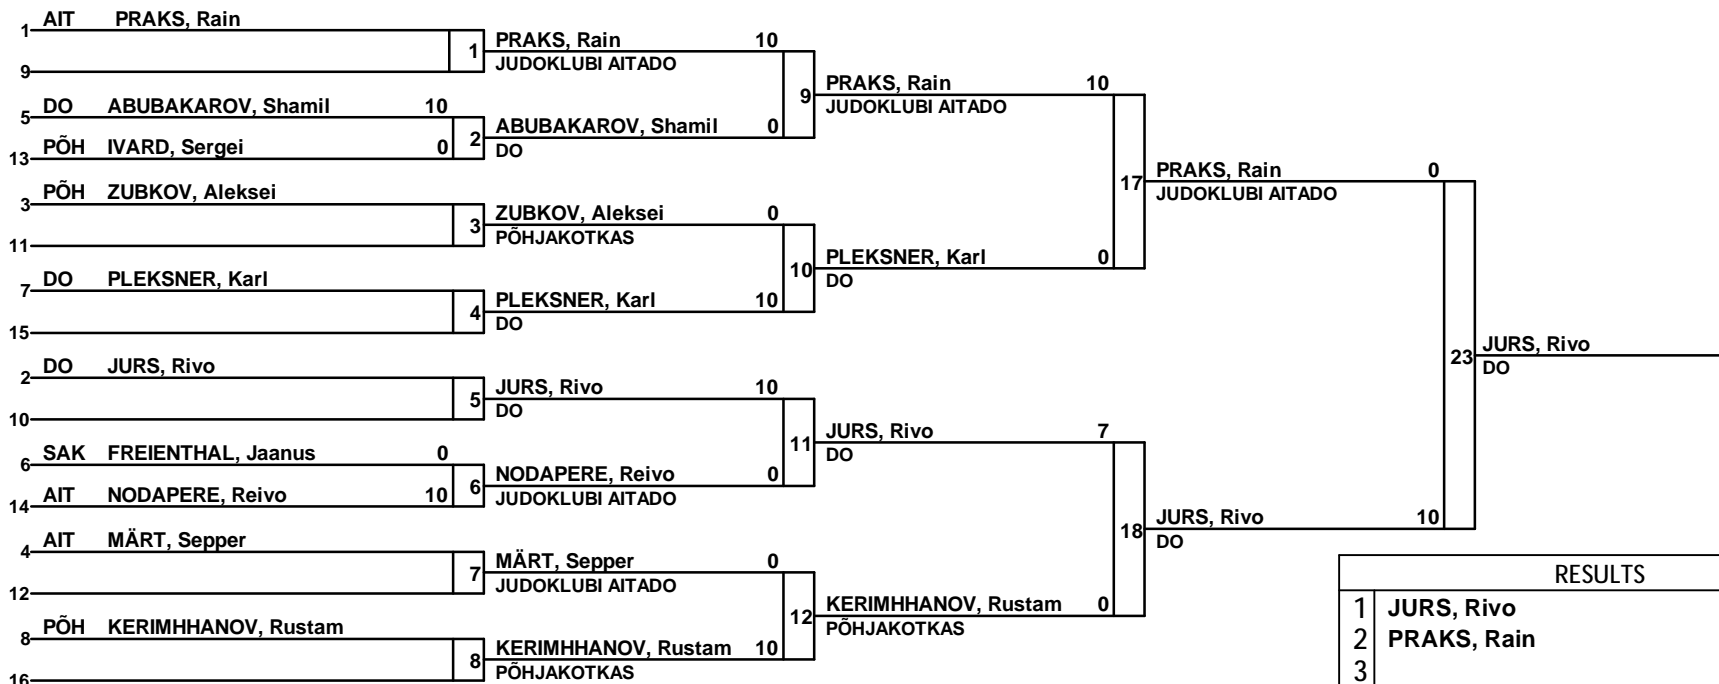 1 AIT PRAKS, Rain
9
1 PRAKS, Rain 10
JUDOKLUBI AITADO
5 DO ABUBAKAROV, Shamil 10
13 PÕH IVARD, Sergei 0
2 ABUBAKAROV, Shamil 0
DO
9 PRAKS, Rain 10
JUDOKLUBI AITADO
3 PÕH ZUBKOV, Aleksei
11
3 ZUBKOV, Aleksei 0
PÕHJAKOTKAS
7 DO PLEKSNER, Karl
15
4 PLEKSNER, Karl 10
DO
10 PLEKSNER, Karl 0
DO
17 PRAKS, Rain 0
JUDOKLUBI AITADO
2 DO JURS, Rivo
10
5 JURS, Rivo 10
DO
6 SAK FREIENTHAL, Jaanus 0
14 AIT NODAPERE, Reivo 10
6 NODAPERE, Reivo 0
JUDOKLUBI AITADO
11 JURS, Rivo 7
DO
4 AIT MÄRT, Sepper
12
7 MÄRT, Sepper 0
JUDOKLUBI AITADO
8 PÕH KERIMHHANOV, Rustam
16
8 KERIMHHANOV, Rustam 10
PÕHJAKOTKAS
12 KERIMHHANOV, Rustam 0
PÕHJAKOTKAS
18 JURS, Rivo 10
DO
23 JURS, Rivo
DO
RESULTS
1 JURS, Rivo
2 PRAKS, Rain
3